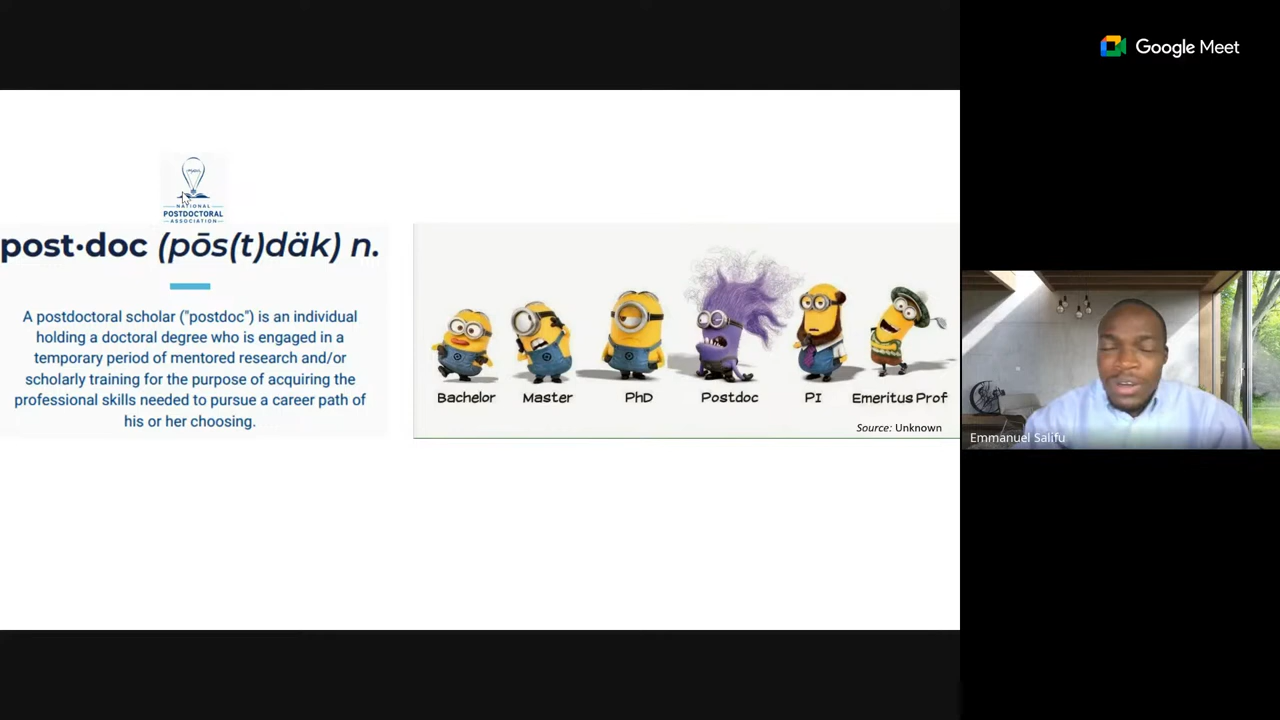 Google Meet
NATIONAL
POSTDOCTORAL
ASSOCIATION
post·doc (pōs(t)däk) n.
A postdoctoral scholar ("postdoc") is an individual
holding a doctoral degree who is engaged in a
temporary period of mentored research and/or
scholarly training for the purpose of acquiring the
professional skills needed to pursue a career path of
his or her choosing.
Bachelor Master PhD Postdoc PI Emeritus Prof
Source: Unknown
Emmanuel Salifu